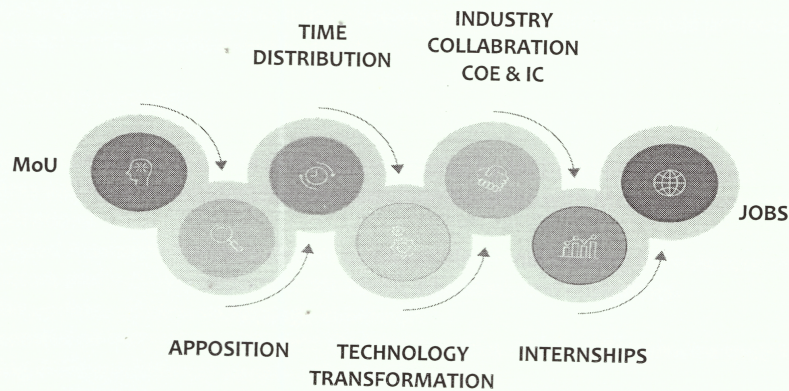 MoU
APPOSITION
TIME
DISTRIBUTION
TECHNOLOGY
TRANSFORMATION
INDUSTRY
COLLABRATION
COE & IC
INTERNSHIPS
JOBS